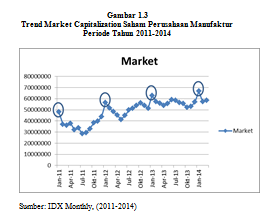 Gambar 1.3
Trend Market Capitalization Saham Perusahaan Manufaktur
Periode Tahun 2011-2014
Market
80000000
70000000
60000000
50000000
40000000
30000000
20000000
10000000
0
Jan-11
Apr-11
Jul-11
Okt-11
Jan-12
Apr-12
Jul-12
Okt-12
Jan-13
Apr-13
Jul-13
Okt-13
Jan-14
Market
Sumber: IDX Monthly, (2011-2014)